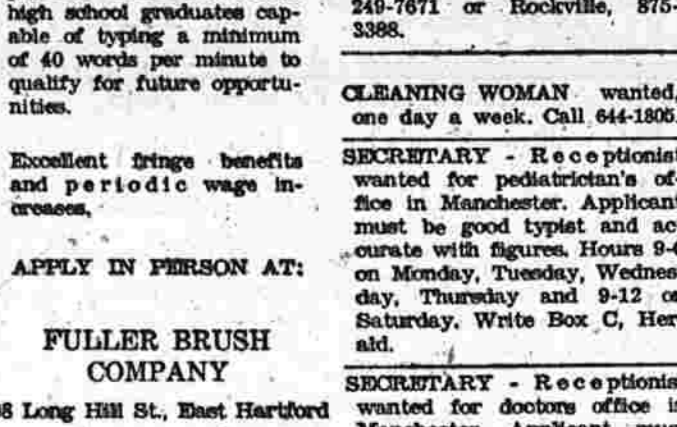 high school graduates cap-
able of typing a minimum
of 40 words per minute to
qualify for future opportu-
nities.
Excellent fringe benefits
and periodic wage in-
creases.
APPLY IN PERSON AT:
FULLER BRUSH
COMPANY
Long Hill St., East Hartford
249-7671 or Rockville, 875-
3388.
CLEANING WOMAN wanted,
one day a week. Call 644-1805.
SECRETARY - Receptionist
wanted for pediatrician's of-
fice in Manchester. Applicant
must be good typist and ac-
curate with figures. Hours 9-
on Monday, Tuesday, Wednes
day, Thursday and 9-12 on
Saturday. Write Box C, Her
ald.
SECRETARY - Receptionis
wanted for doctors office i
Manchester. Applicant